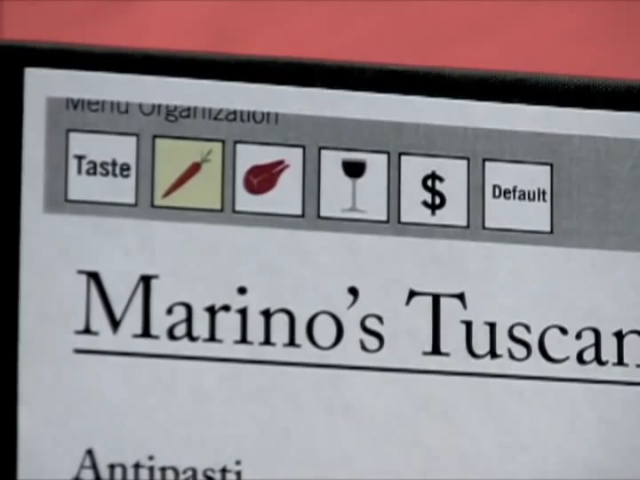 Menu Organization
Taste $ Default
Marino's Tuscan
Antipasti